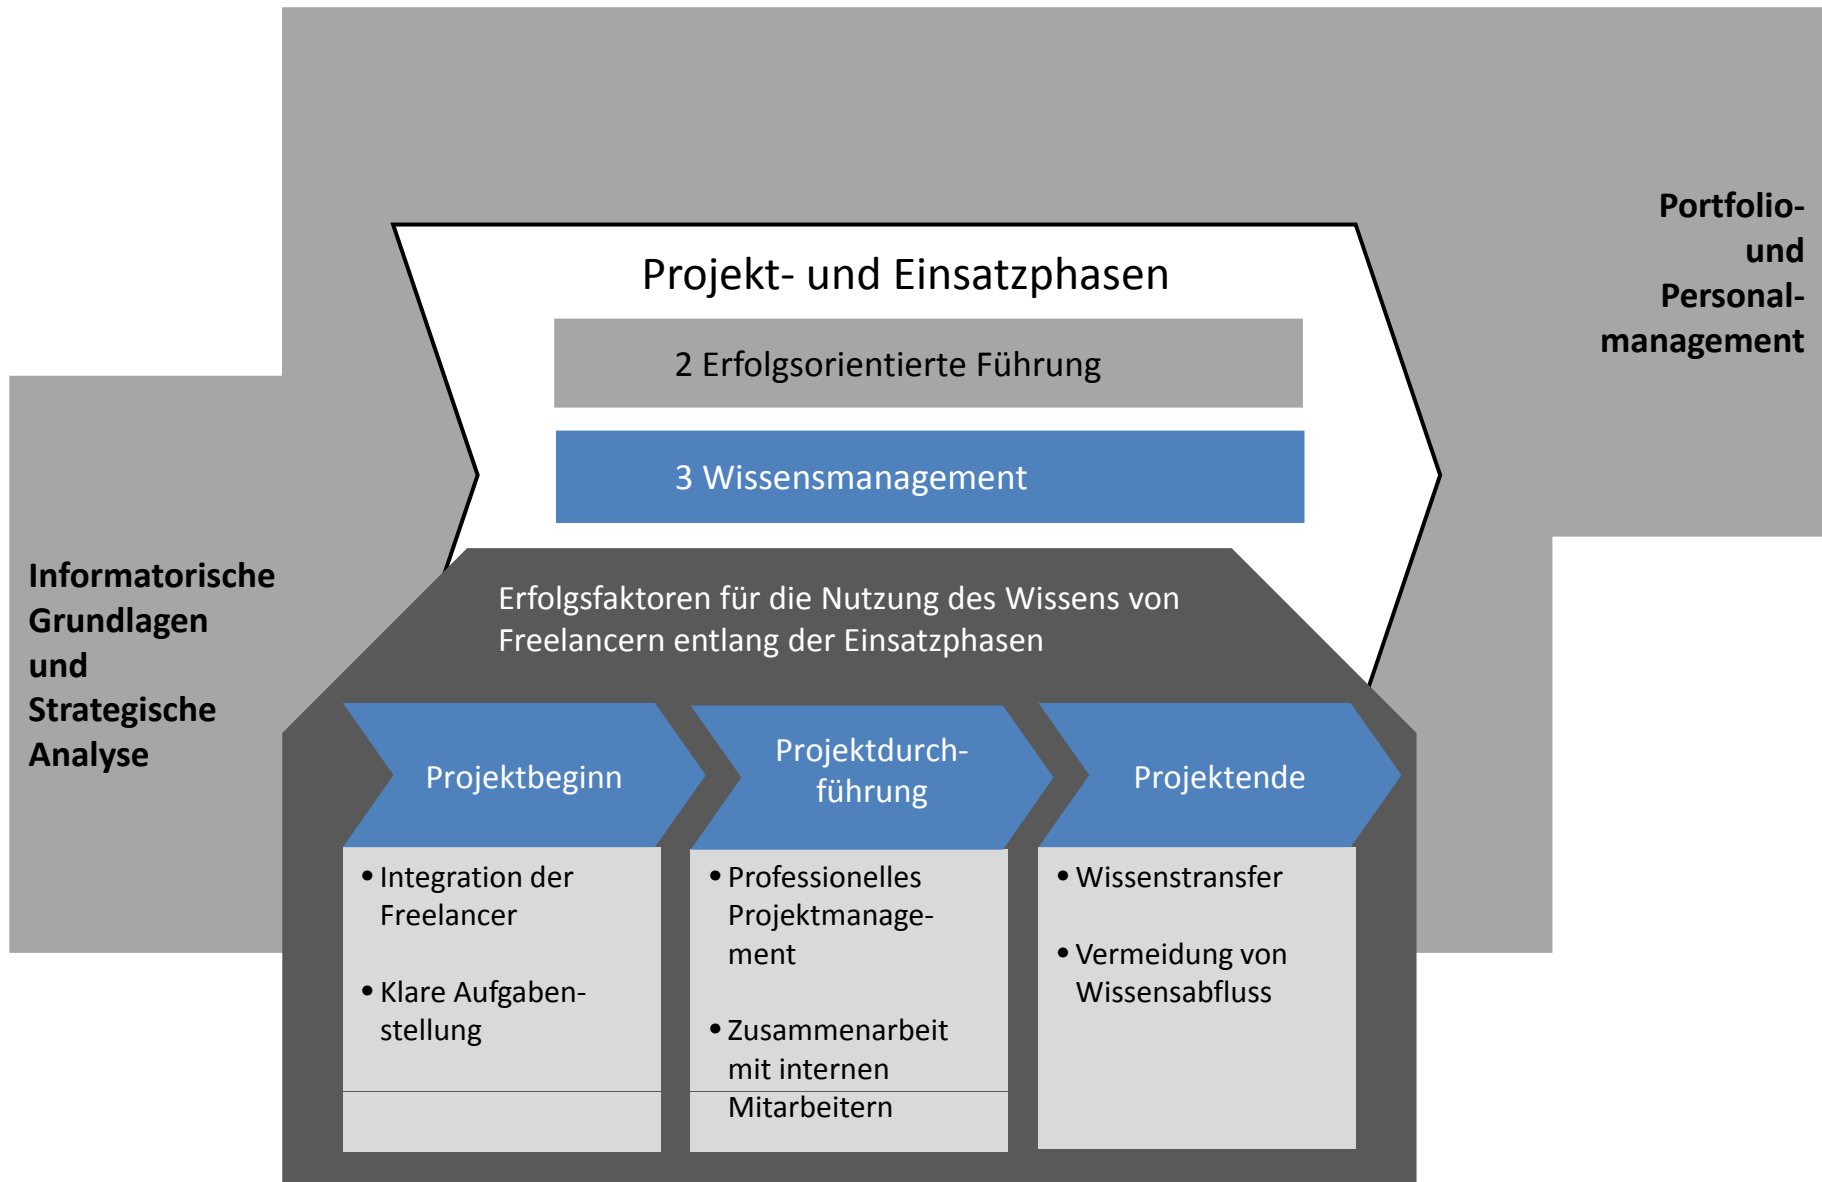 Portfolio-
und
Personal-
management
Projekt- und Einsatzphasen
2 Erfolgsorientierte Führung
3 Wissensmanagement
Informatorische
Grundlagen
und
Strategische
Analyse
Erfolgsfaktoren für die Nutzung des Wissens von
Freelancern entlang der Einsatzphasen
Projektbeginn
• Integration der
Freelancer
• Klare Aufgaben-
stellung
Projektdurch-
führung
• Professionelles
Projektmanage-
ment
• Zusammenarbeit
mit internen
Mitarbeitern
Projektende
• Wissenstransfer
• Vermeidung von
Wissensabfluss